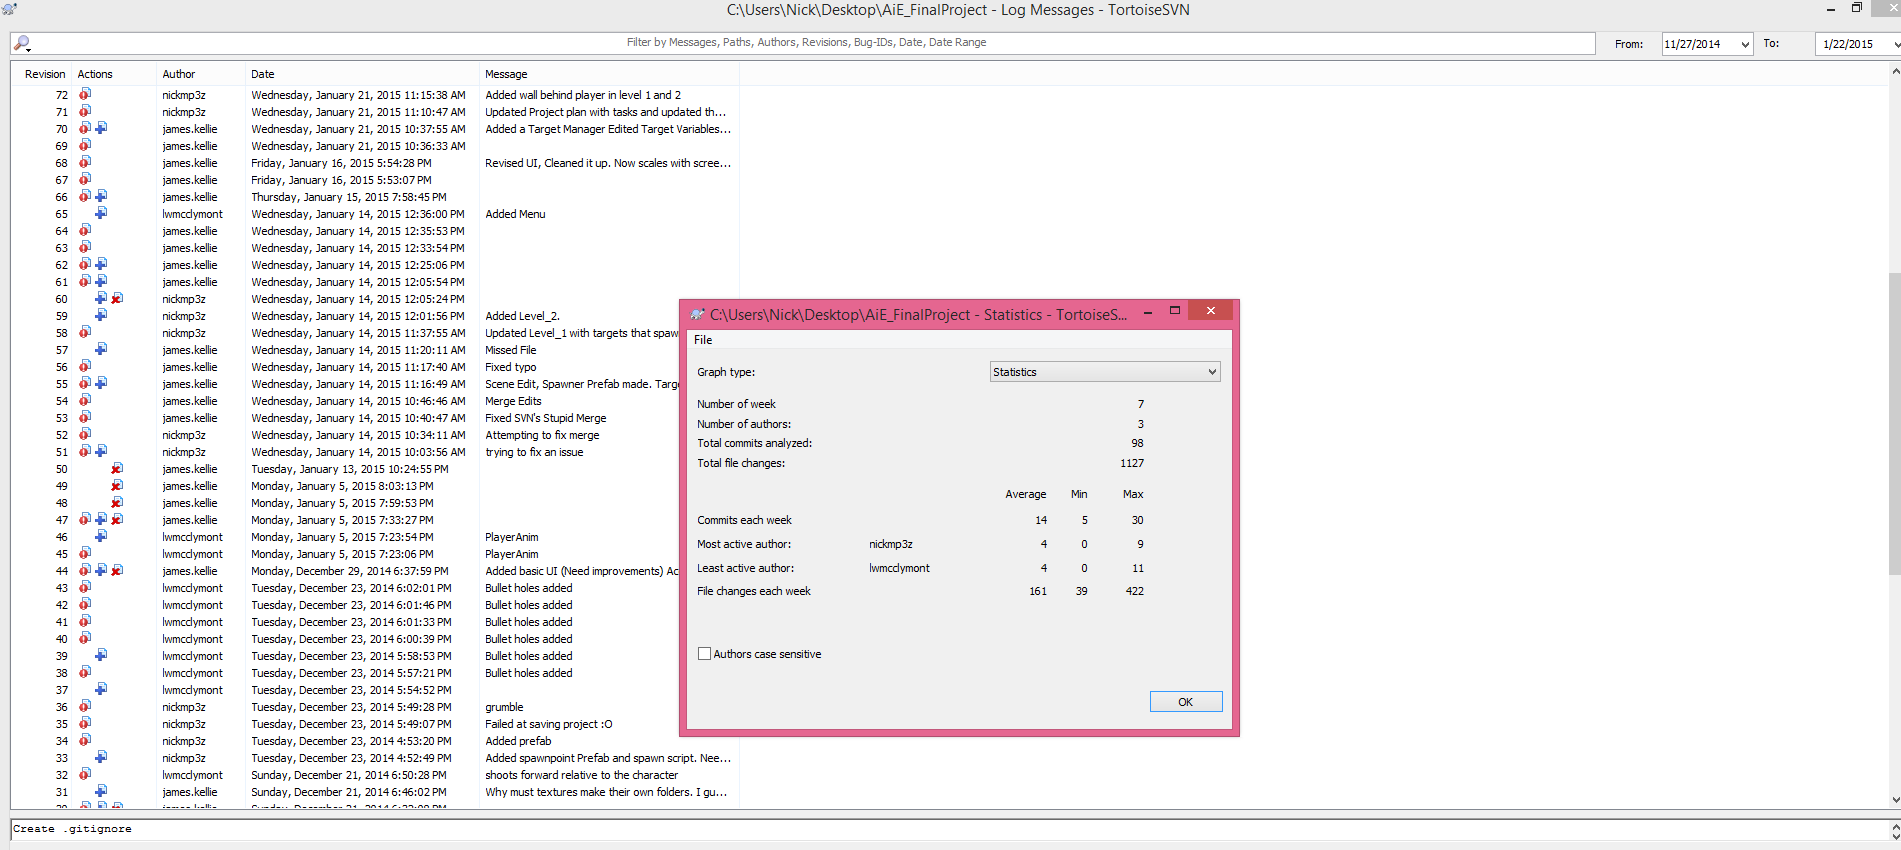 C:\Users\Nick\Desktop\AiE_FinalProject - Log Messages - TortoiseSVN
Filter by Messages, Paths, Authors, Revisions, Bug-IDs, Date, Date Range From: 11/27/2014 To: 1/22/2015
Revision Actions Author Date Message
72 nickmp3z Wednesday, January 21, 2015 11:15:38 AM Added wall behind player in level 1 and 2
71 nickmp3z Wednesday, January 21, 2015 11:10:47 AM Updated Project plan with tasks and updated th...
70 james.kellie Wednesday, January 21, 2015 10:37:55 AM Added a Target Manager Edited Target Variables...
69 james.kellie Wednesday, January 21, 2015 10:36:33 AM
68 james.kellie Friday, January 16, 2015 5:54:28 PM Revised UI, Cleaned it up. Now scales with scree...
67 james.kellie Friday, January 16, 2015 5:53:07 PM
66 james.kellie Thursday, January 15, 2015 7:58:45 PM
65 lwmcclymont Wednesday, January 14, 2015 12:36:00 PM Added Menu
64 james.kellie Wednesday, January 14, 2015 12:35:53 PM
63 james.kellie Wednesday, January 14, 2015 12:33:54 PM
62 james.kellie Wednesday, January 14, 2015 12:25:06 PM
61 james.kellie Wednesday, January 14, 2015 12:05:54 PM
60 nickmp3z Wednesday, January 14, 2015 12:05:24 PM
59 nickmp3z Wednesday, January 14, 2015 12:01:56 PM Added Level_2.
58 nickmp3z Wednesday, January 14, 2015 11:37:55 AM Updated Level_1 with targets that spaw
57 james.kellie Wednesday, January 14, 2015 11:20:11 AM Missed File
56 james.kellie Wednesday, January 14, 2015 11:17:40 AM Fixed typo
55 james.kellie Wednesday, January 14, 2015 11:16:49 AM Scene Edit, Spawner Prefab made. Targ
54 james.kellie Wednesday, January 14, 2015 10:46:46 AM Merge Edits
53 james.kellie Wednesday, January 14, 2015 10:40:47 AM Fixed SVN's Stupid Merge
52 nickmp3z Wednesday, January 14, 2015 10:34:11 AM Attempting to fix merge
51 nickmp3z Wednesday, January 14, 2015 10:03:56 AM trying to fix an issue
50 james.kellie Tuesday, January 13, 2015 10:24:55 PM
49 james.kellie Monday, January 5, 2015 8:03:13 PM
48 james.kellie Monday, January 5, 2015 7:59:53 PM
47 james.kellie Monday, January 5, 2015 7:33:27 PM
46 lwmcclymont Monday, January 5, 2015 7:23:54 PM PlayerAnim
45 lwmcclymont Monday, January 5, 2015 7:23:06 PM PlayerAnim
44 james.kellie Monday, December 29, 2014 6:37:59 PM Added basic UI (Need improvements) Ac
43 lwmcclymont Tuesday, December 23, 2014 6:02:01 PM Bullet holes added
42 lwmcclymont Tuesday, December 23, 2014 6:01:46 PM Bullet holes added
41 lwmcclymont Tuesday, December 23, 2014 6:01:33 PM Bullet holes added
40 lwmcclymont Tuesday, December 23, 2014 6:00:39 PM Bullet holes added
39 lwmcclymont Tuesday, December 23, 2014 5:58:53 PM Bullet holes added
38 lwmcclymont Tuesday, December 23, 2014 5:57:21 PM Bullet holes added
37 lwmcclymont Tuesday, December 23, 2014 5:54:52 PM
36 nickmp3z Tuesday, December 23, 2014 5:49:28 PM grumble
35 nickmp3z Tuesday, December 23, 2014 5:49:07 PM Failed at saving project :O
34 nickmp3z Tuesday, December 23, 2014 4:53:20 PM Added prefab
33 nickmp3z Tuesday, December 23, 2014 4:52:49 PM Added spawnpoint Prefab and spawn script. Nee...
32 lwmcclymont Sunday, December 21, 2014 6:50:28 PM shoots forward relative to the character
31 james.kellie Sunday, December 21, 2014 6:46:02 PM Why must textures make their own folders. I gu...
C:\Users\Nick\Desktop\AiE_FinalProject - Statistics - TortoiseS...
File
Graph type: Statistics
Number of week 7
Number of authors: 3
Total commits analyzed: 98
Total file changes: 1127
Average Min Max
Commits each week 14 5 30
Most active author: nickmp3z 4 0 9
Least active author: lwmcclymont 4 0 11
File changes each week 161 39 422
Authors case sensitive
OK
Create .gitignore